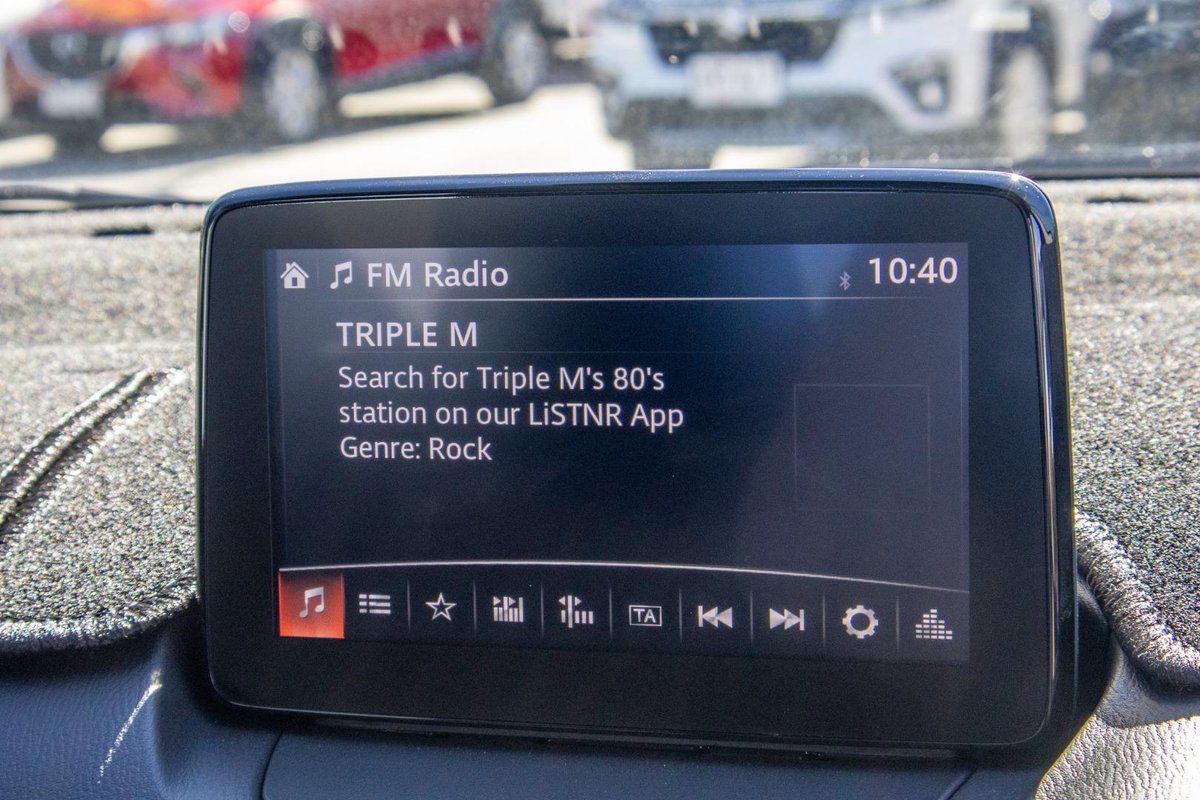 FM Radio
10:40
TRIPLE M
Search for Triple M's 80's
station on our LiSTNR App
Genre: Rock
TA